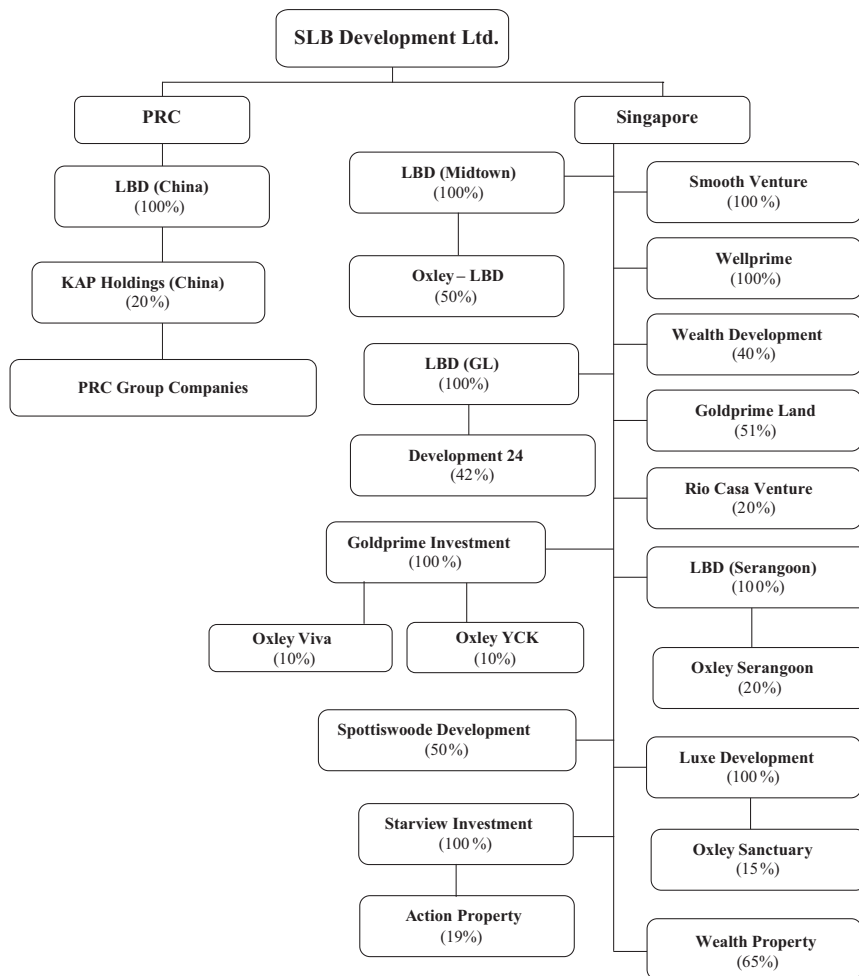 SLB Development Ltd.
PRC
Singapore
LBD (China)
(100%)
KAP Holdings (China)
(20%)
PRC Group Companies
LBD (Midtown)
(100%)
Oxley – LBD
(50%)
LBD (GL)
(100%)
Development 24
(42%)
Goldprime Investment
(100%)
Oxley Viva
(10%)
Oxley YCK
(10%)
Spottiswoode Development
(50%)
Starview Investment
(100%)
Action Property
(19%)
Smooth Venture
(100%)
Wellprime
(100%)
Wealth Development
(40%)
Goldprime Land
(51%)
Rio Casa Venture
(20%)
LBD (Serangoon)
(100%)
Oxley Serangoon
(20%)
Luxe Development
(100%)
Oxley Sanctuary
(15%)
Wealth Property
(65%)